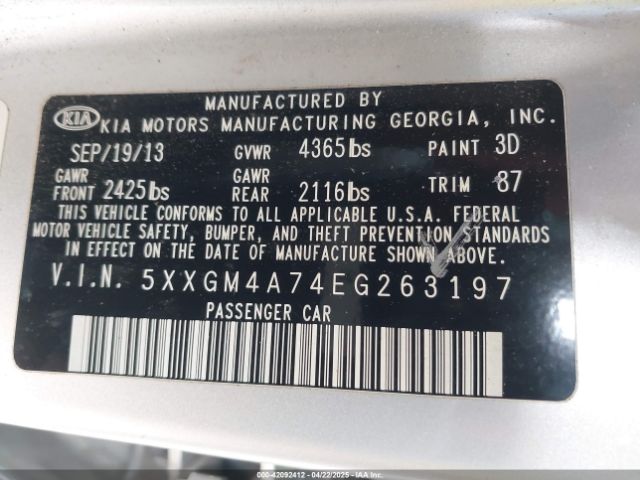 MANUFACTURED BY
KIA KIA MOTORS MANUFACTURING GEORGIA, INC.
SEP/19/13 GVWR 4365lbs PAINT 3D
GAWR FRONT 2425lbs GAWR REAR 2116lbs TRIM 87
THIS VEHICLE CONFORMS TO ALL APPLICABLE U.S.A. FEDERAL
MOTOR VEHICLE SAFETY, BUMPER, AND THEFT PREVENTION STANDARDS
IN EFFECT ON THE DATE OF MANUFACTURE SHOWN ABOVE.
V.I.N. 5XXGM4A74EG263197
PASSENGER CAR
000-42092412 - 04/22/2025 - IAAI.COM